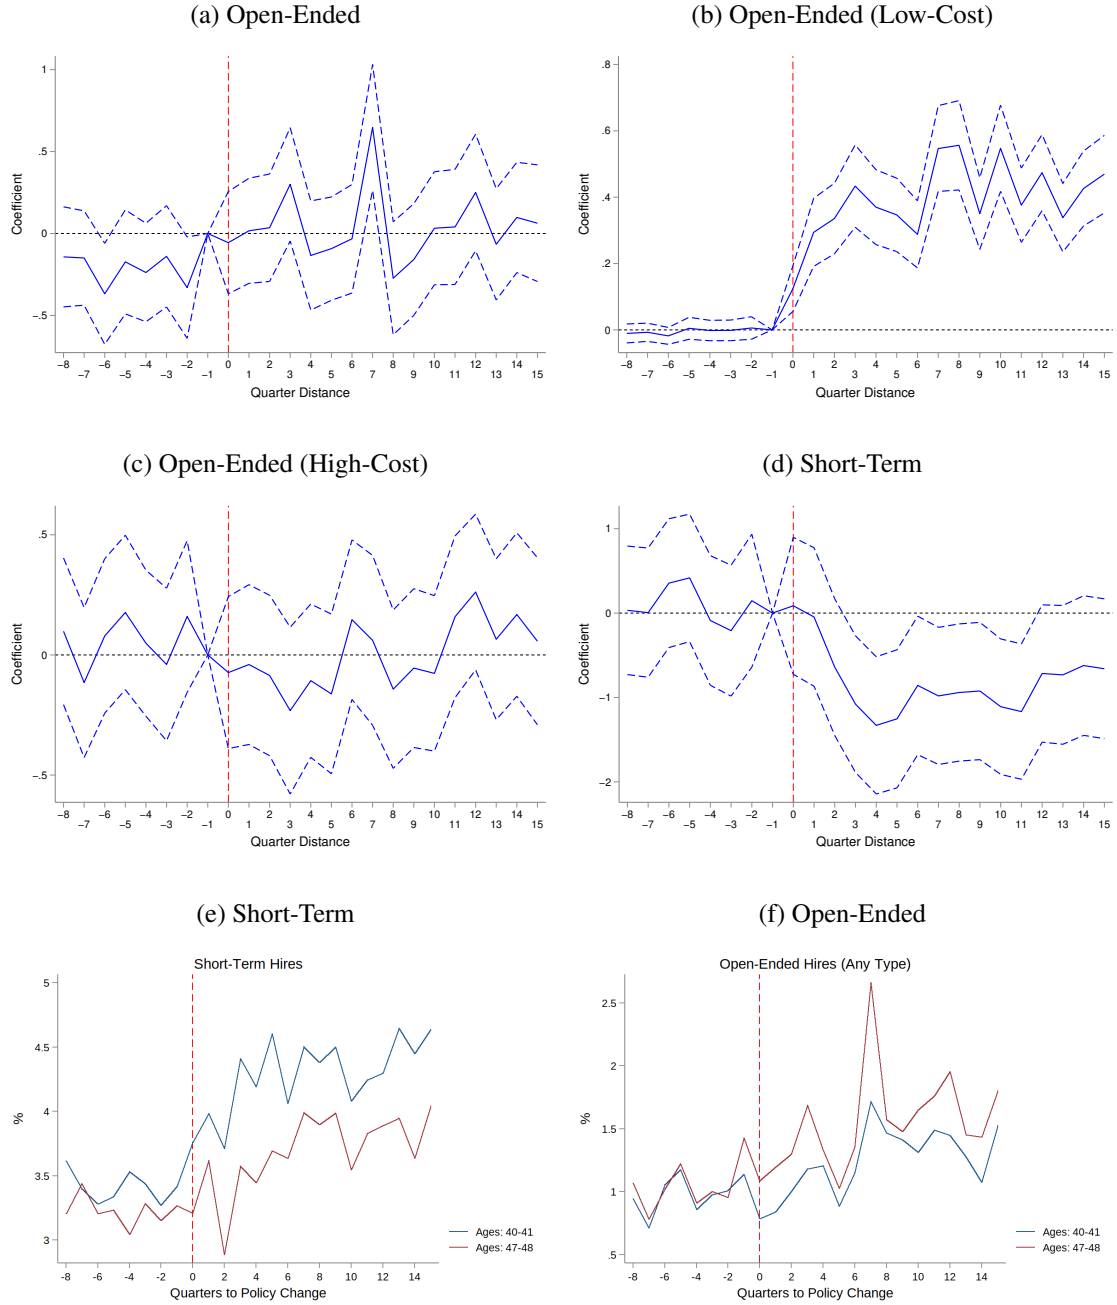 (a) Open-Ended
1
.5
0
−.5
Coefficient
−8 −6 −4 −2 0 2 4 6 8 10 12 14
−7 −5 −3 −1 1 3 5 7 9 11 13 15
Quarter Distance
(b) Open-Ended (Low-Cost)
.8
.6
.4
.2
0
Coefficient
−8 −6 −4 −2 0 2 4 6 8 10 12 14
−7 −5 −3 −1 1 3 5 7 9 11 13 15
Quarter Distance
(c) Open-Ended (High-Cost)
.5
0
−.5
Coefficient
−8 −6 −4 −2 0 2 4 6 8 10 12 14
−7 −5 −3 −1 1 3 5 7 9 11 13 15
Quarter Distance
(d) Short-Term
1
0
−1
−2
Coefficient
−8 −6 −4 −2 0 2 4 6 8 10 12 14
−7 −5 −3 −1 1 3 5 7 9 11 13 15
Quarter Distance
(e) Short-Term
Short-Term Hires
5
4.5
4
3.5
3
%
-8 -6 -4 -2 0 2 4 6 8 10 12 14
Quarters to Policy Change
Ages: 40-41
Ages: 47-48
(f) Open-Ended
Open-Ended Hires (Any Type)
2.5
2
1.5
1
.5
%
-8 -6 -4 -2 0 2 4 6 8 10 12 14
Quarters to Policy Change
Ages: 40-41
Ages: 47-48